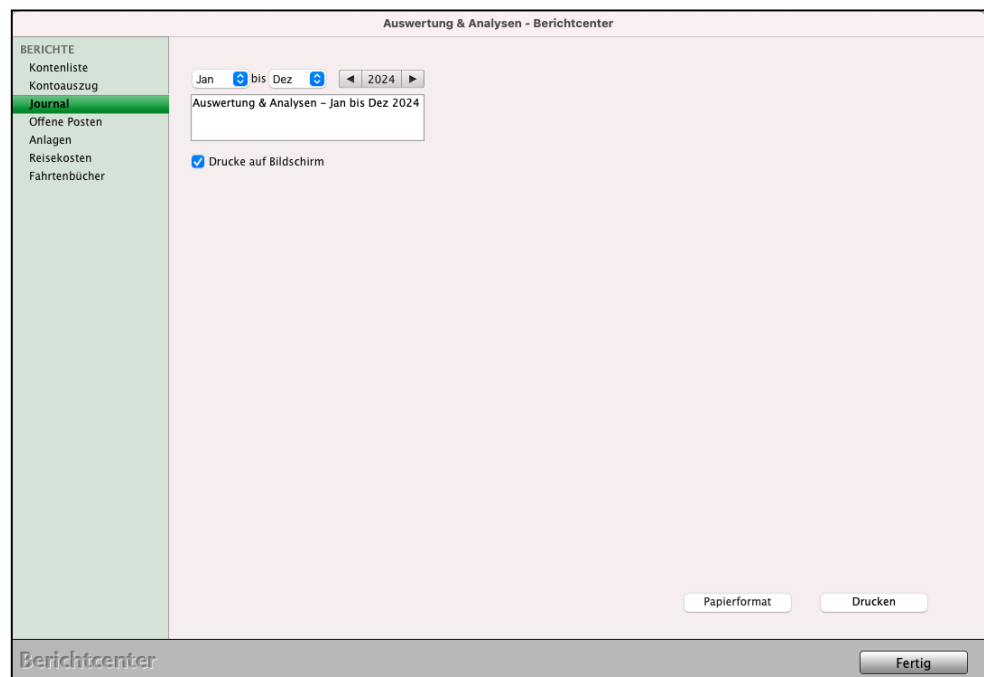 Auswertung & Analysen - Berichtcenter
BERICHTE
Kontenliste
Kontoauszug
Journal
Offene Posten
Anlagen
Reisekosten
Fahrtenbücher
Jan bis Dez 2024
Auswertung & Analysen – Jan bis Dez 2024
Drucke auf Bildschirm
Papierformat Drucken
Berichtcenter Fertig